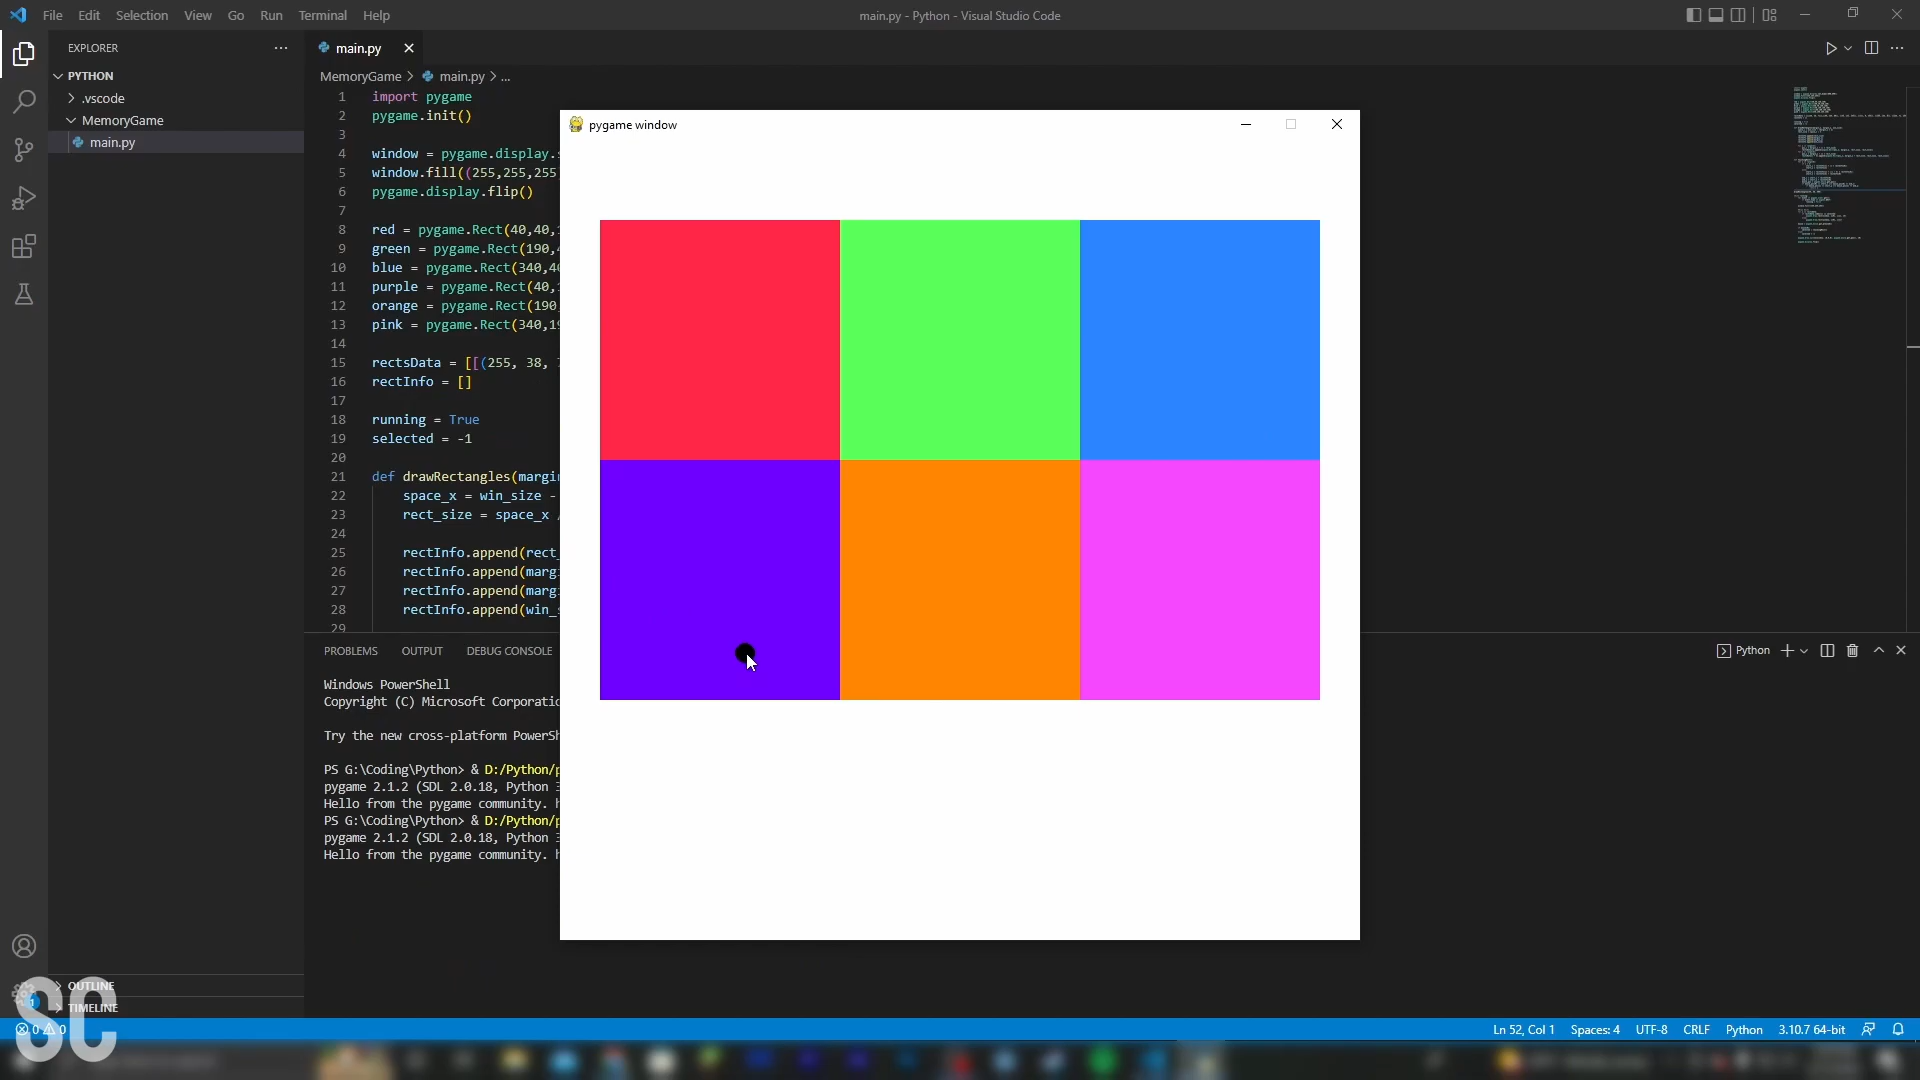 File Edit Selection View Go Run Terminal Help
main.py - Python - Visual Studio Code
EXPLORER
PYTHON
.vscode
MemoryGame
main.py
OUTLINE
TIMELINE
main.py
MemoryGame > main.py > ...
1 import pygame
2 pygame.init()
3
4 window = pygame.display.
5 window.fill((255,255,255
6 pygame.display.flip()
7
8 red = pygame.Rect(40,40,
9 green = pygame.Rect(190,
10 blue = pygame.Rect(340,
11 purple = pygame.Rect(40,
12 orange = pygame.Rect(190
13 pink = pygame.Rect(340,19
14
15 rectsData = [[(255, 38,
16 rectInfo = []
17
18 running = True
19 selected = -1
20
21 def drawRectangles(margi
22 space_x = win_size -
23 rect_size = space_x
24
25 rectInfo.append(rect_
26 rectInfo.append(marg
27 rectInfo.append(marg
28 rectInfo.append(win_
29
pygame window
PROBLEMS OUTPUT DEBUG CONSOLE
Python
Windows PowerShell
Copyright (C) Microsoft Corporatio
Try the new cross-platform PowerSh
PS G:\Coding\Python> & D:/Python/p
pygame 2.1.2 (SDL 2.0.18, Python 3
Hello from the pygame community. h
PS G:\Coding\Python> & D:/Python/p
pygame 2.1.2 (SDL 2.0.18, Python 3
Hello from the pygame community. h
SC
1
0 0
Ln 52, Col 1 Spaces: 4 UTF-8 CRLF Python 3.10.7 64-bit